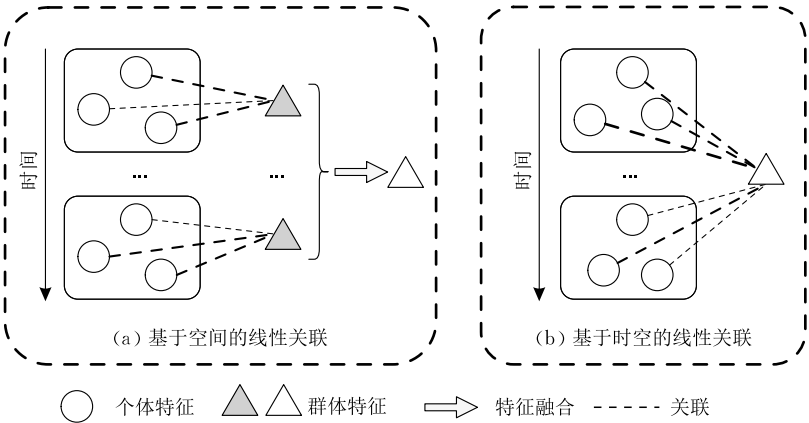 时间
...
...
(a)基于空间的线性关联
时间
...
(b)基于时空的线性关联
个体特征
群体特征
特征融合
关联